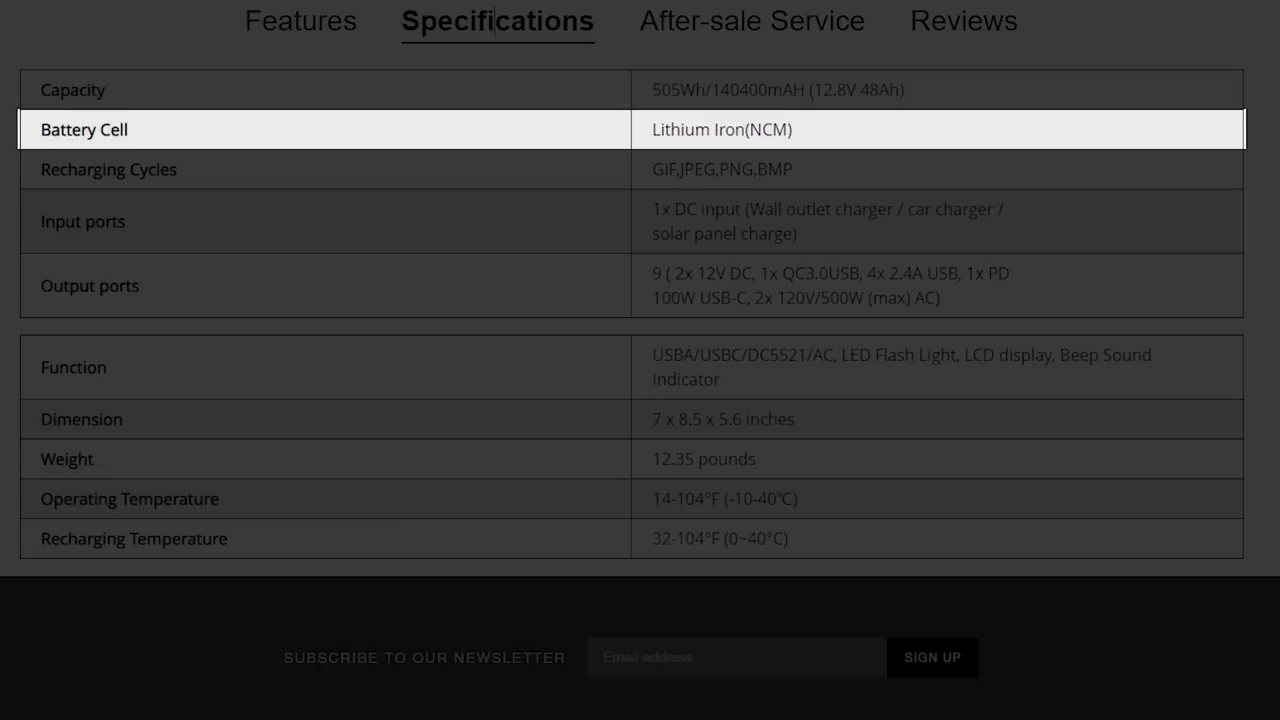 Features Specifications After-sale Service Reviews
Capacity 505Wh/140400mAH (12.8V 48Ah)
Battery Cell Lithium Iron(NCM)
Recharging Cycles GIF,JPEG,PNG,BMP
Input ports 1x DC input (Wall outlet charger / car charger /
solar panel charge)
Output ports 9 ( 2x 12V DC, 1x QC3.0USB, 4x 2.4A USB, 1x PD
100W USB-C, 2x 120V/500W (max) AC)
Function USBA/USBC/DC5521/AC, LED Flash Light, LCD display, Beep Sound
Indicator
Dimension 7 x 8.5 x 5.6 inches
Weight 12.35 pounds
Operating Temperature 14-104°F (-10-40°C)
Recharging Temperature 32-104°F (0~40°C)
SUBSCRIBE TO OUR NEWSLETTER Email address SIGN UP